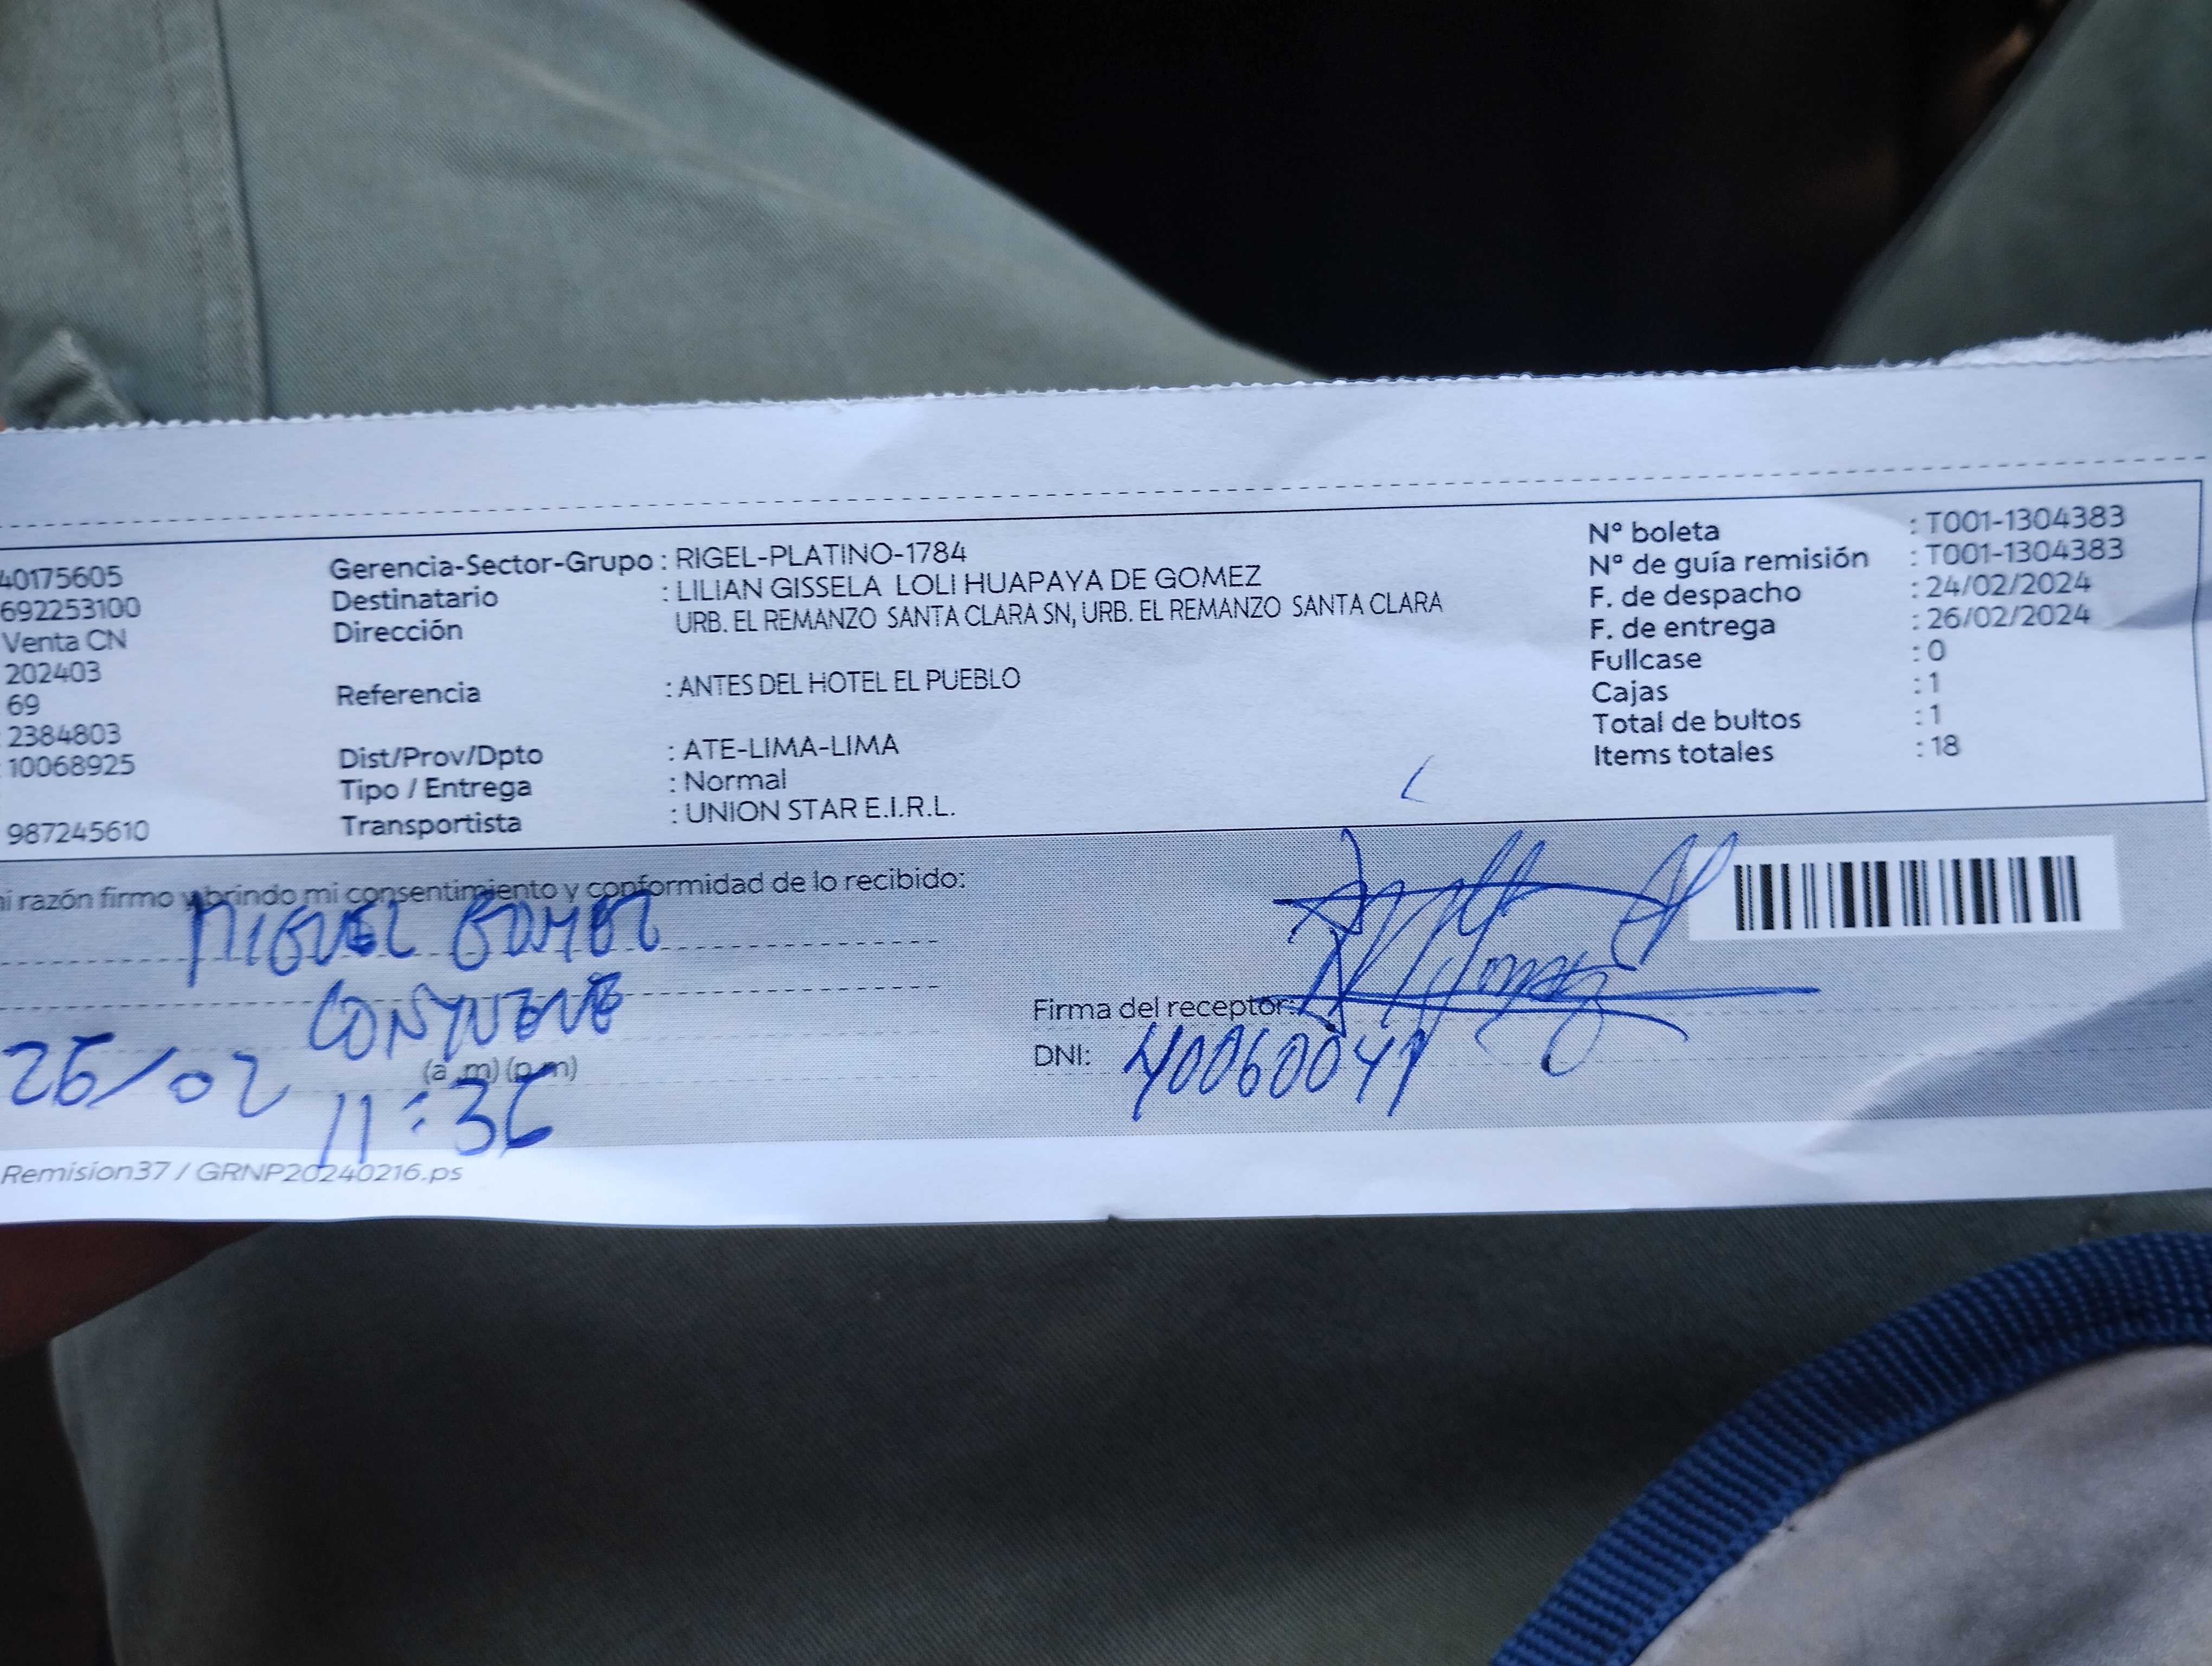 40175605
692253100
Venta CN
202403
69
2384803
10068925
987245610
Gerencia-Sector-Grupo : RIGEL-PLATINO-1784
Destinatario : LILIAN GISSELA LOLI HUAPAYA DE GOMEZ
Dirección URB. EL REMANZO SANTA CLARA SN, URB. EL REMANZO SANTA CLARA
Referencia : ANTES DEL HOTEL EL PUEBLO
Dist/Prov/Dpto : ATE-LIMA-LIMA
Tipo / Entrega : Normal
Transportista : UNION STAR E.I.R.L.
Nº boleta : T001-1304383
Nº de guía remisión : T001-1304383
F. de despacho : 24/02/2024
F. de entrega : 26/02/2024
Fullcase : 0
Cajas : 1
Total de bultos : 1
Items totales : 18
mi razón firmo y brindo mi consentimiento y conformidad de lo recibido:
MIGUEL GOMEZ
26/02
(a.m) (p.m)
11:36
Firma del receptor:
DNI: 40060041
Remision37 / GRNP20240216.ps